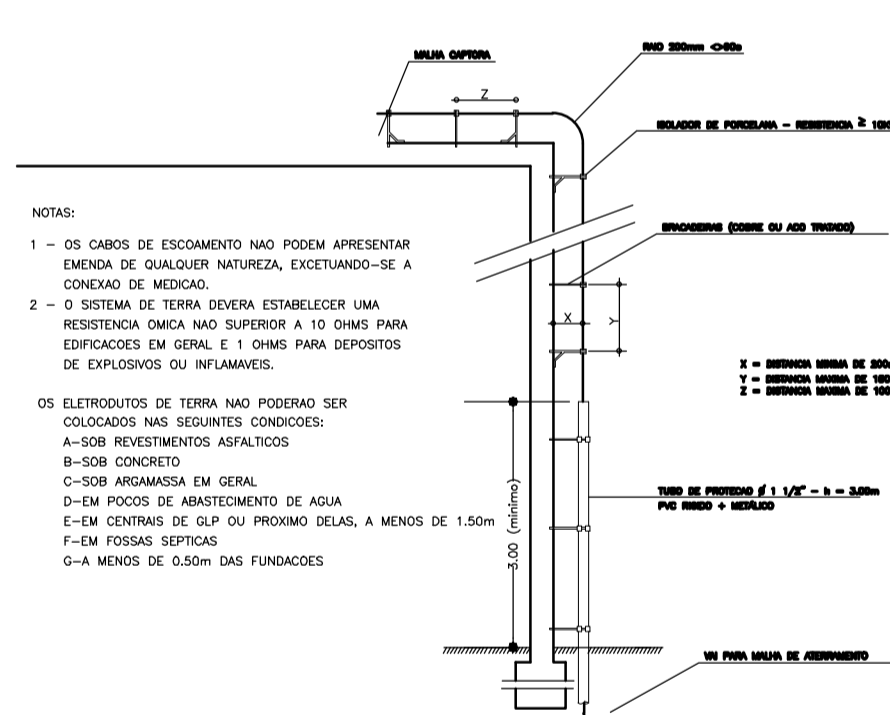 MALHA CAPTORA
RAIO 200mm <>90o
Z
ISOLADOR DE PORCELANA - RESISTENCIA ≥
NOTAS:
BRACADEIRAS (COBRE OU ACO TRATADO)
1 - OS CABOS DE ESCOAMENTO NAO PODEM APRESENTAR
EMENDA DE QUALQUER NATUREZA, EXCETUANDO-SE A
CONEXAO DE MEDICAO.
2 - O SISTEMA DE TERRA DEVERA ESTABELECER UMA
RESISTENCIA OMICA NAO SUPERIOR A 10 OHMS PARA
EDIFICACOES EM GERAL E 1 OHMS PARA DEPOSITOS
DE EXPLOSIVOS OU INFLAMAVEIS.
X
Y
X = DISTANCIA MINIMA DE
Y = DISTANCIA MAXIMA DE
Z = DISTANCIA MAXIMA DE
OS ELETRODUTOS DE TERRA NAO PODERAO SER
COLOCADOS NAS SEGUINTES CONDICOES:
A-SOB REVESTIMENTOS ASFALTICOS
B-SOB CONCRETO
C-SOB ARGAMASSA EM GERAL
D-EM POCOS DE ABASTECIMENTO DE AGUA
E-EM CENTRAIS DE GLP OU PROXIMO DELAS, A MENOS DE 1.50m
F-EM FOSSAS SEPTICAS
G-A MENOS DE 0.50m DAS FUNDACOES
3.00 (minimo)
TUBO DE PROTECAO ø 1 1/2" - h = 3.00m
PVC RIGIDO + METÁLICO
VAI PARA MALHA DE ATERRAMENTO